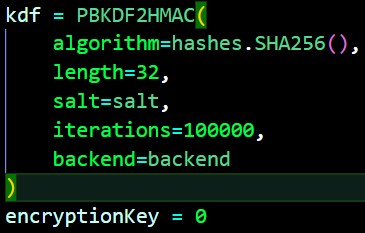 kdf = PBKDF2HMAC(
    algorithm=hashes.SHA256(),
    length=32,
    salt=salt,
    iterations=100000,
    backend=backend
)
encryptionKey = 0